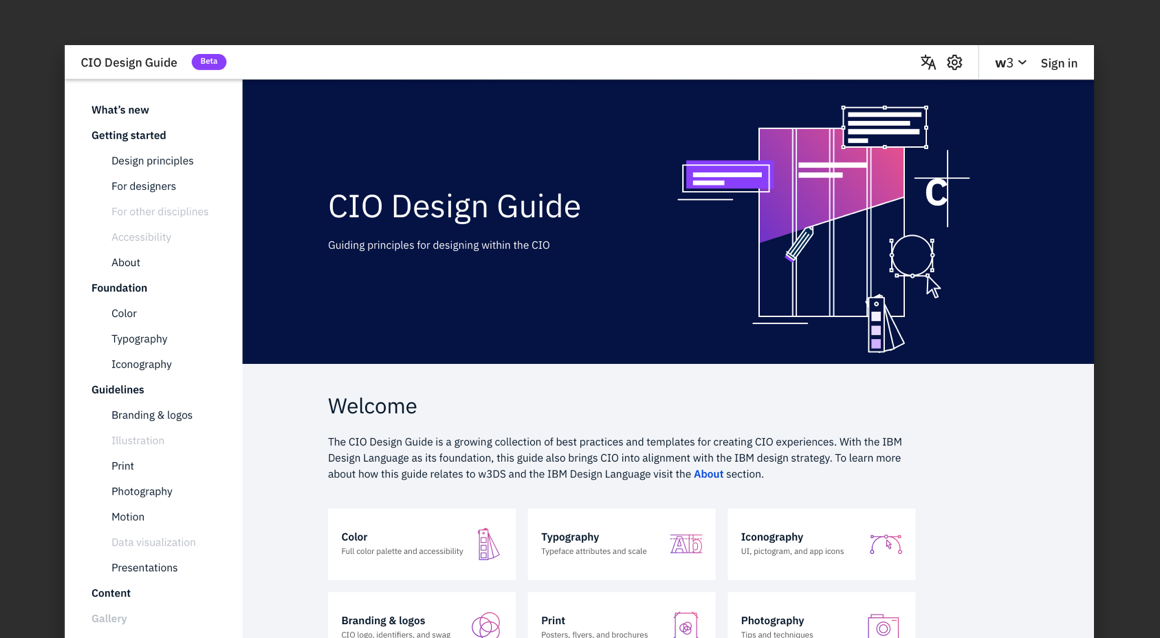 CIO Design Guide
Beta
w3
Sign in
What's new
Getting started
Design principles
For designers
For other disciplines
Accessibility
About
Foundation
Color
Typography
Iconography
Guidelines
Branding & logos
Illustration
Print
Photography
Motion
Data visualization
Presentations
Content
Gallery
CIO Design Guide
Guiding principles for designing within the CIO
C
Welcome
The CIO Design Guide is a growing collection of best practices and templates for creating CIO experiences. With the IBM
Design Language as its foundation, this guide also brings CIO into alignment with the IBM design strategy. To learn more
about how this guide relates to w3DS and the IBM Design Language visit the About section.
Color
Full color palette and accessibility
Typography
Typeface attributes and scale
Ab
Iconography
UI, pictogram, and app icons
Branding & logos
CIO logo, identifiers, and swag
Print
Posters, flyers, and brochures
Photography
Tips and techniques